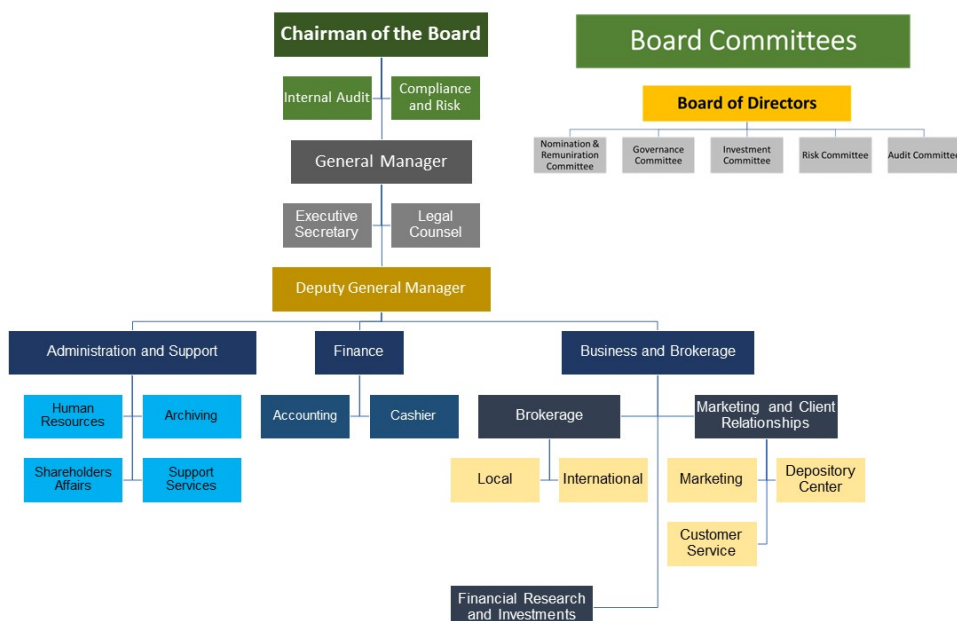 Chairman of the Board
Internal Audit
Compliance
and Risk
General Manager
Executive
Secretary
Legal
Counsel
Deputy General Manager
Board Committees
Board of Directors
Nomination &
Remuniration
Committee
Governance
Committee
Investment
Committee
Risk Committee
Audit Committee
Administration and Support
Finance
Business and Brokerage
Human
Resources
Archiving
Shareholders
Affairs
Support
Services
Accounting
Cashier
Brokerage
Marketing and Client
Relationships
Local
International
Marketing
Depository
Center
Customer
Service
Financial Research
and Investments